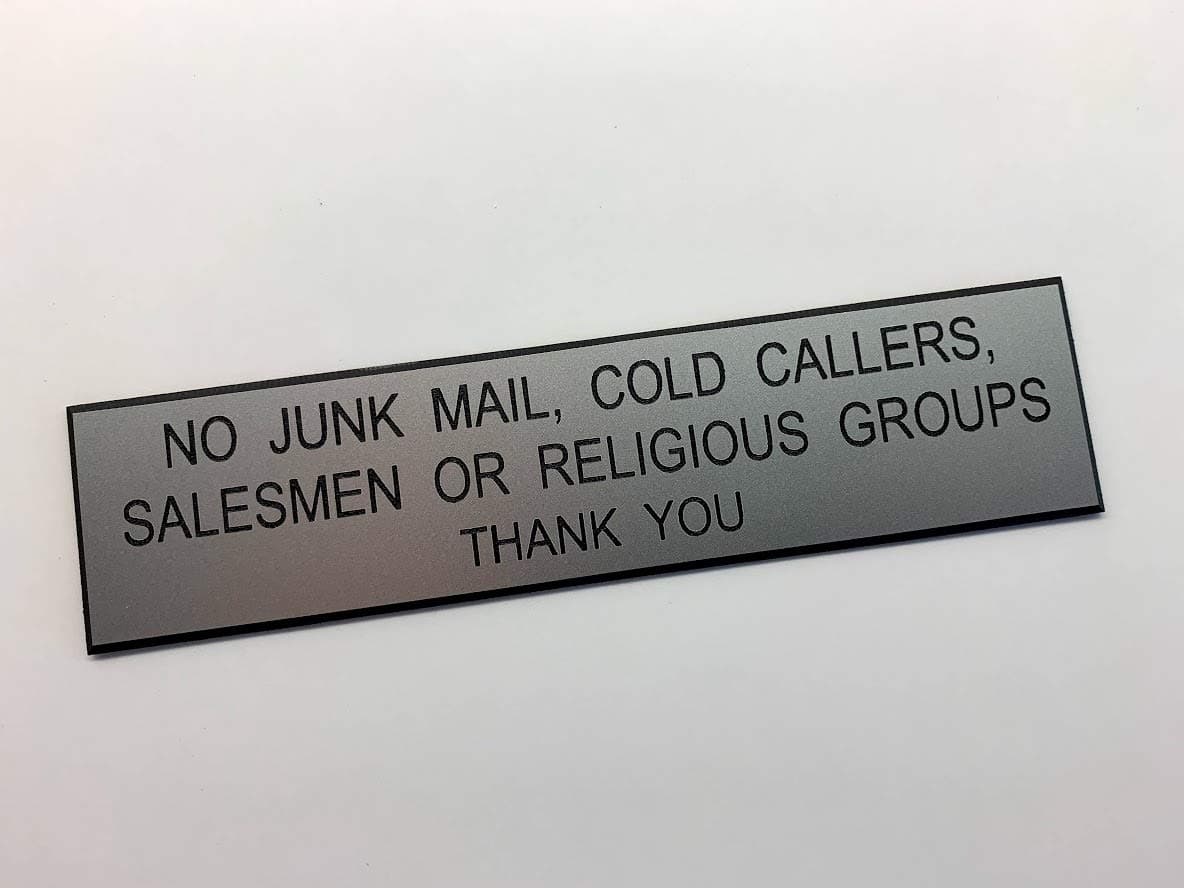 NO JUNK MAIL, COLD CALLERS,
SALESMEN OR RELIGIOUS GROUPS
THANK YOU